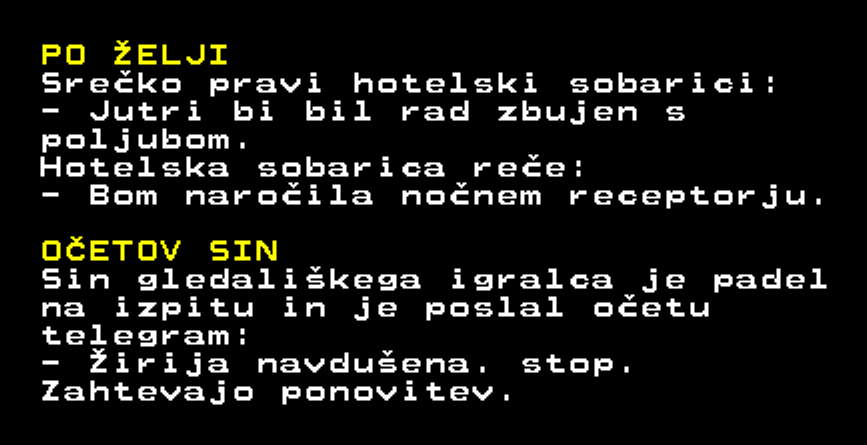 PO ŽELJI
Srečko pravi hotelski sobarici:
- Jutri bi bil rad zbujen s
poljubom.
Hotelska sobarica reče:
- Bom naročila nočnem receptorju.
OČETOV SIN
Sin gledališkega igralca je padel
na izpitu in je poslal očetu
telegram:
- Žirija navdušena. stop.
Zahtevajo ponovitev.